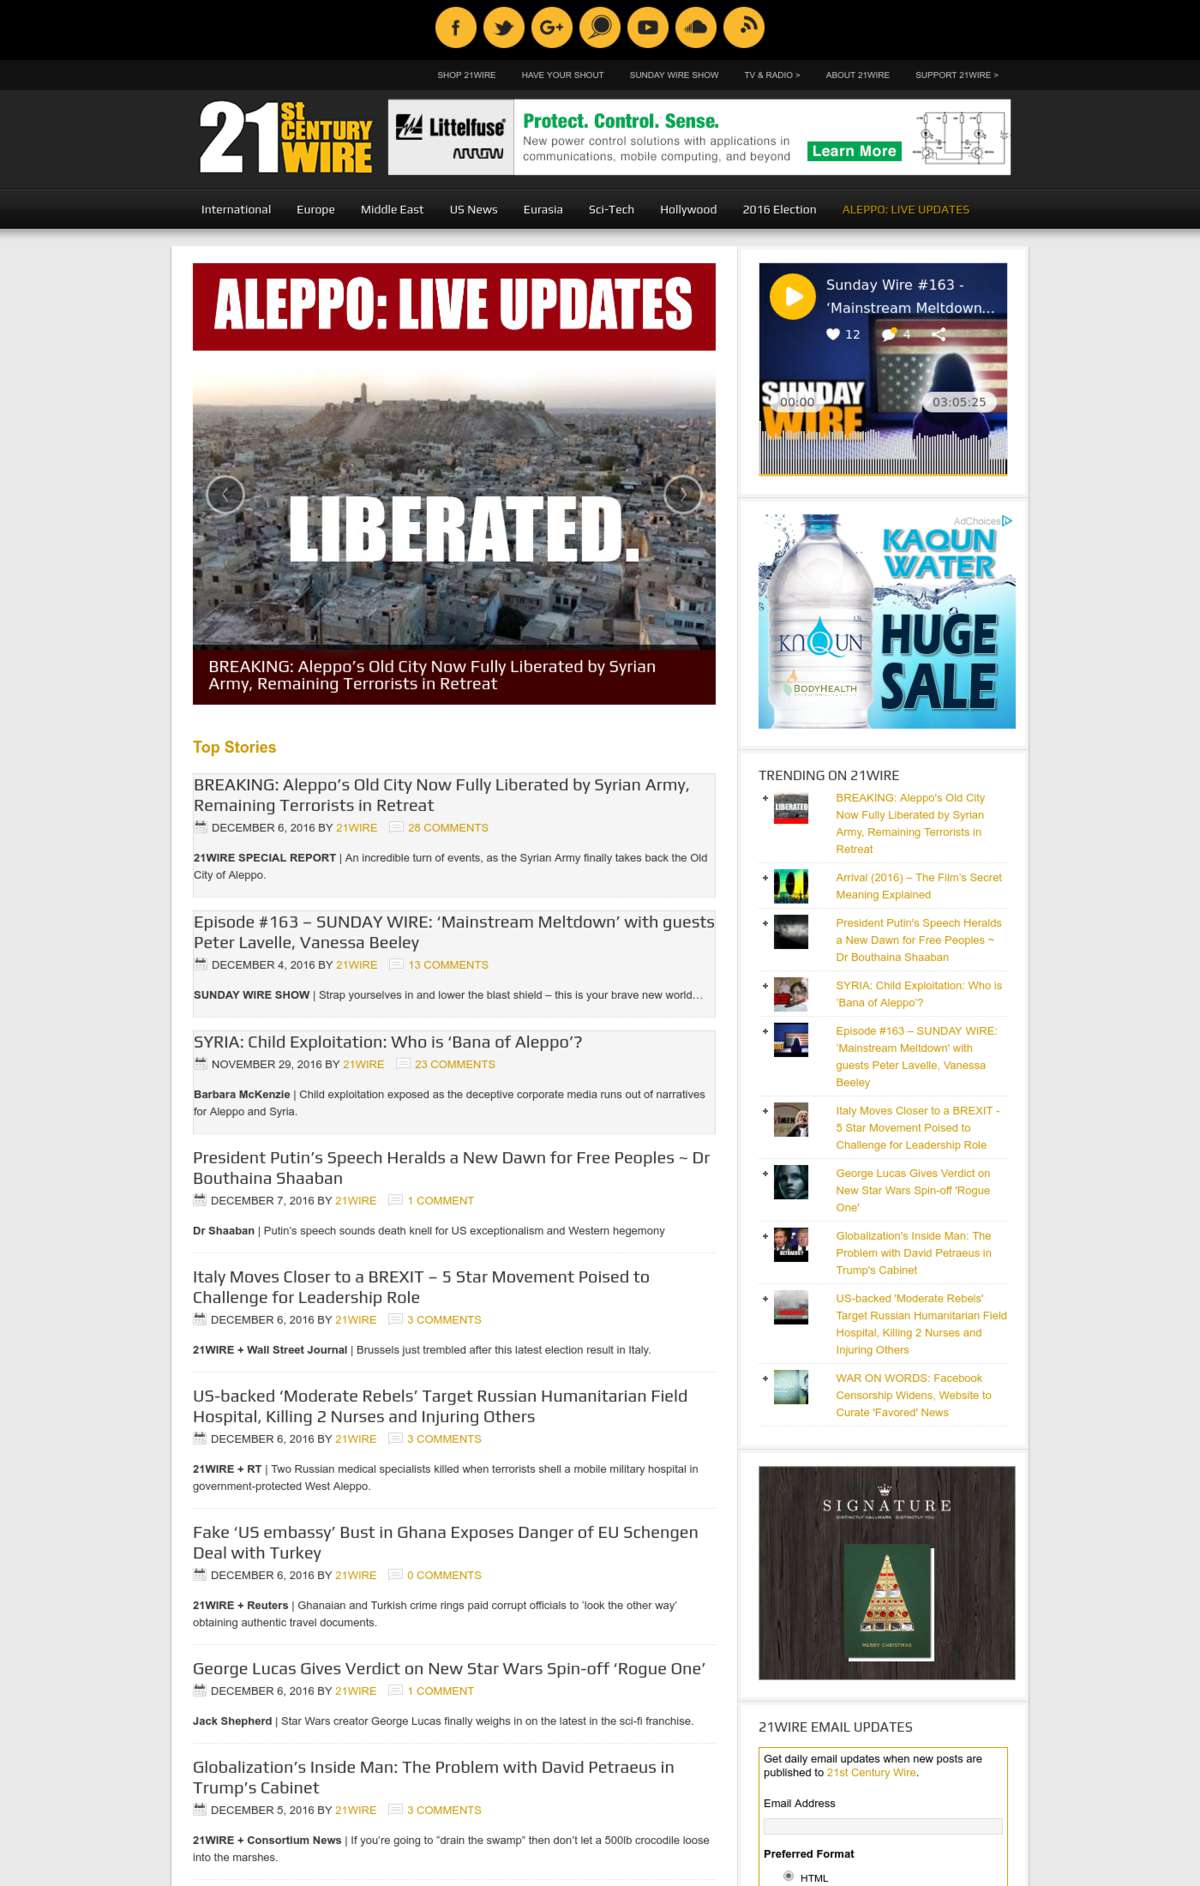 SHOP 21WIRE
HAVE YOUR SHOUT
SUNDAY WIRE SHOW
TV & RADIO >
ABOUT 21WIRE
SUPPORT 21WIRE >
21ST CENTURY WIRE
Littelfuse
ARROW
Protect. Control. Sense.
New power control solutions with applications in
communications, mobile computing, and beyond
Learn More
International
Europe
Middle East
US News
Eurasia
Sci-Tech
Hollywood
2016 Election
ALEPPO: LIVE UPDATES
ALEPPO: LIVE UPDATES
LIBERATED.
BREAKING: Aleppo’s Old City Now Fully Liberated by Syrian
Army, Remaining Terrorists in Retreat
Top Stories
BREAKING: Aleppo’s Old City Now Fully Liberated by Syrian Army,
Remaining Terrorists in Retreat
DECEMBER 6, 2016 BY 21WIRE 28 COMMENTS
21WIRE SPECIAL REPORT | An incredible turn of events, as the Syrian Army finally takes back the Old
City of Aleppo.
Episode #163 – SUNDAY WIRE: ‘Mainstream Meltdown’ with guests
Peter Lavelle, Vanessa Beeley
DECEMBER 4, 2016 BY 21WIRE 13 COMMENTS
SUNDAY WIRE SHOW | Strap yourselves in and lower the blast shield – this is your brave new world…
SYRIA: Child Exploitation: Who is ‘Bana of Aleppo’?
NOVEMBER 29, 2016 BY 21WIRE 23 COMMENTS
Barbara McKenzie | Child exploitation exposed as the deceptive corporate media runs out of narratives
for Aleppo and Syria.
President Putin’s Speech Heralds a New Dawn for Free Peoples ~ Dr
Bouthaina Shaaban
DECEMBER 7, 2016 BY 21WIRE 1 COMMENT
Dr Shaaban | Putin’s speech sounds death knell for US exceptionalism and Western hegemony
Italy Moves Closer to a BREXIT – 5 Star Movement Poised to
Challenge for Leadership Role
DECEMBER 6, 2016 BY 21WIRE 3 COMMENTS
21WIRE + Wall Street Journal | Brussels just trembled after this latest election result in Italy.
US-backed ‘Moderate Rebels’ Target Russian Humanitarian Field
Hospital, Killing 2 Nurses and Injuring Others
DECEMBER 6, 2016 BY 21WIRE 3 COMMENTS
21WIRE + RT | Two Russian medical specialists killed when terrorists shell a mobile military hospital in
government-protected West Aleppo.
Fake ‘US embassy’ Bust in Ghana Exposes Danger of EU Schengen
Deal with Turkey
DECEMBER 6, 2016 BY 21WIRE 0 COMMENTS
21WIRE + Reuters | Ghanaian and Turkish crime rings paid corrupt officials to ’look the other way’
obtaining authentic travel documents.
George Lucas Gives Verdict on New Star Wars Spin-off ‘Rogue One’
DECEMBER 6, 2016 BY 21WIRE 1 COMMENT
Jack Shepherd | Star Wars creator George Lucas finally weighs in on the latest in the sci-fi franchise.
Globalization’s Inside Man: The Problem with David Petraeus in
Trump’s Cabinet
DECEMBER 5, 2016 BY 21WIRE 3 COMMENTS
21WIRE + Consortium News | If you’re going to ”drain the swamp” then don’t let a 500lb crocodile loose
into the marshes.
Sunday Wire #163 -
‘Mainstream Meltdown...
12
4
SUNDAY
WIRE
00:00
03:05:25
AdChoices
KAQUN
WATER
KAQUN
BODYHEALTH
HUGE
SALE
TRENDING ON 21WIRE
BREAKING: Aleppo's Old City
Now Fully Liberated by Syrian
Army, Remaining Terrorists in
Retreat
Arrival (2016) – The Film’s Secret
Meaning Explained
President Putin's Speech Heralds
a New Dawn for Free Peoples ~
Dr Bouthaina Shaaban
SYRIA: Child Exploitation: Who is
'Bana of Aleppo'?
Episode #163 – SUNDAY WIRE:
'Mainstream Meltdown' with
guests Peter Lavelle, Vanessa
Beeley
Italy Moves Closer to a BREXIT -
5 Star Movement Poised to
Challenge for Leadership Role
George Lucas Gives Verdict on
New Star Wars Spin-off 'Rogue
One'
Globalization's Inside Man: The
Problem with David Petraeus in
Trump's Cabinet
US-backed 'Moderate Rebels'
Target Russian Humanitarian Field
Hospital, Killing 2 Nurses and
Injuring Others
WAR ON WORDS: Facebook
Censorship Widens, Website to
Curate 'Favored' News
SIGNATURE
DISTINCTLY HALLMARK · DISTINCTLY YOU
MERRY CHRISTMAS
21WIRE EMAIL UPDATES
Get daily email updates when new posts are
published to 21st Century Wire.
Email Address
Preferred Format
HTML